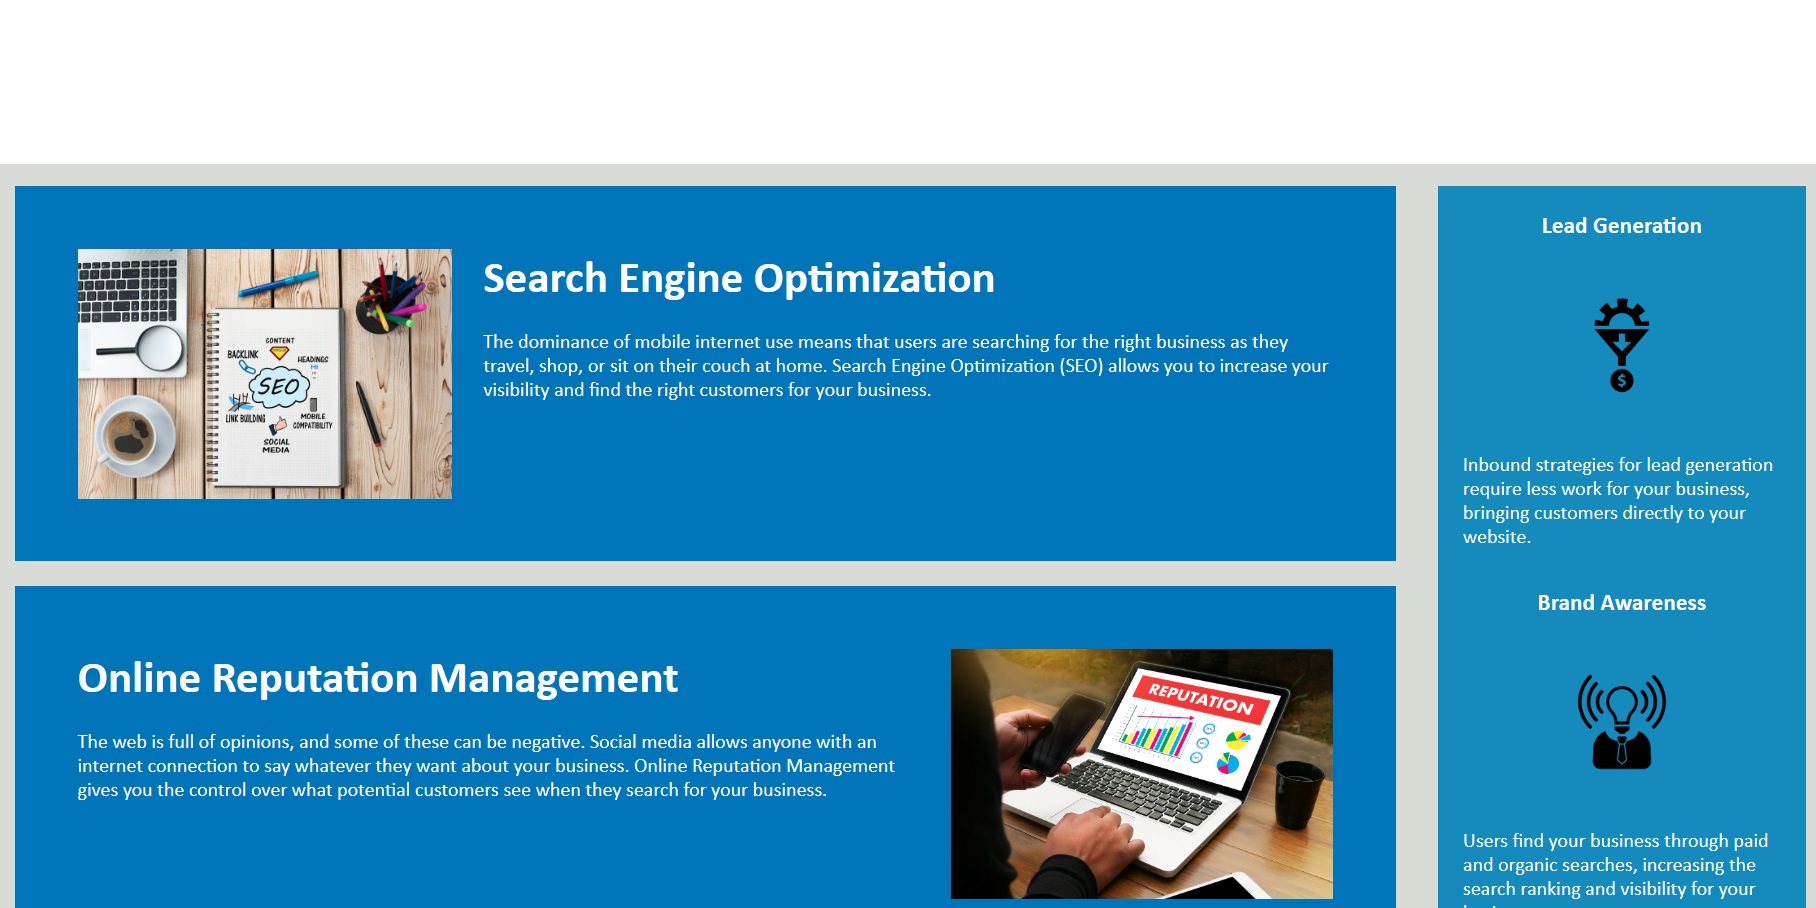 Search Engine Optimization
The dominance of mobile internet use means that users are searching for the right business as they
travel, shop, or sit on their couch at home. Search Engine Optimization (SEO) allows you to increase your
visibility and find the right customers for your business.
CONTENT
BACKLINK
HEADINGS
SEO
LINK BUILDING
MOBILE
COMPATIBILITY
SOCIAL
MEDIA
Online Reputation Management
The web is full of opinions, and some of these can be negative. Social media allows anyone with an
internet connection to say whatever they want about your business. Online Reputation Management
gives you the control over what potential customers see when they search for your business.
REPUTATION
Lead Generation
$
Inbound strategies for lead generation
require less work for your business,
bringing customers directly to your
website.
Brand Awareness
Users find your business through paid
and organic searches, increasing the
search ranking and visibility for your